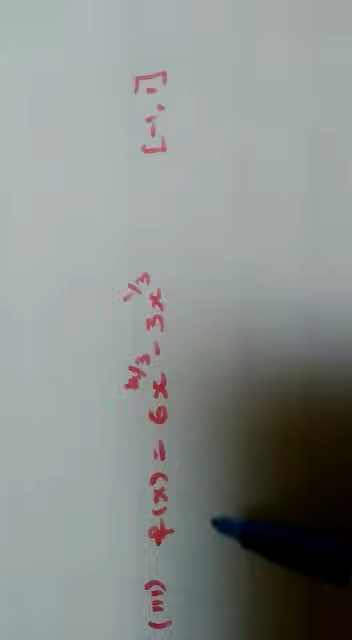 (iii) f(x) = 6x^{4/3} - 3x^{1/3} [-1, 1]